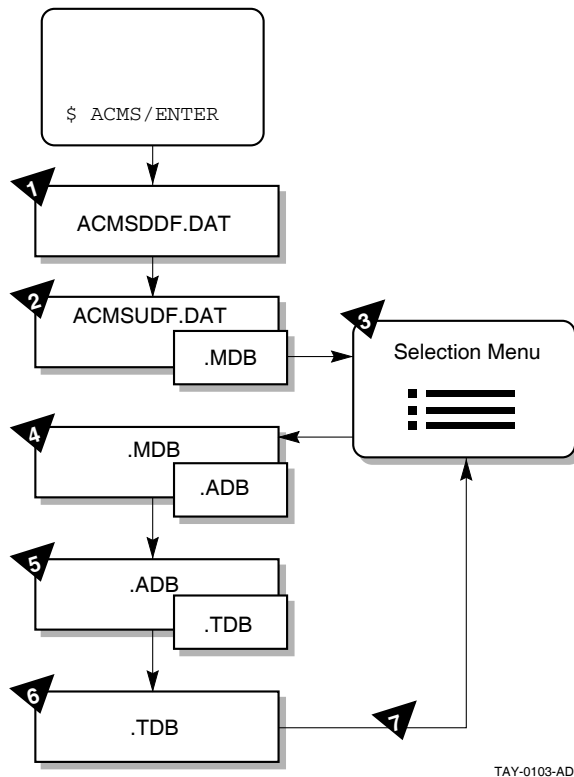 $ ACMS/ENTER
1
ACMSDDF.DAT
2
ACMSUDF.DAT
.MDB
3
Selection Menu
4
.MDB
.ADB
5
.ADB
.TDB
6
.TDB
7
TAY-0103-AD